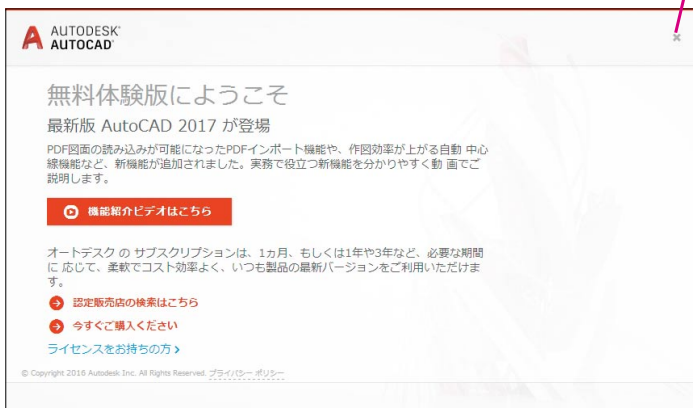 AUTODESK®
AUTOCAD®
無料体験版にようこそ
最新版 AutoCAD 2017 が登場
PDF図面の読み込みが可能になったPDFインポート機能や、作図効率が上がる自動 中心
線機能など、新機能が追加されました。実務で役立つ新機能を分かりやすく動 画でご
説明します。
機能紹介ビデオはこちら
オートデスク の サブスクリプションは、1ヵ月、もしくは1年や3年など、必要な期間
に 応じて、柔軟でコスト効率よく、いつも製品の最新バージョンをご利用いただけま
す。
認定販売店の検索はこちら
今すぐご購入ください
ライセンスをお持ちの方
© Copyright 2016 Autodesk Inc. All Rights Reserved. プライバシー ポリシー